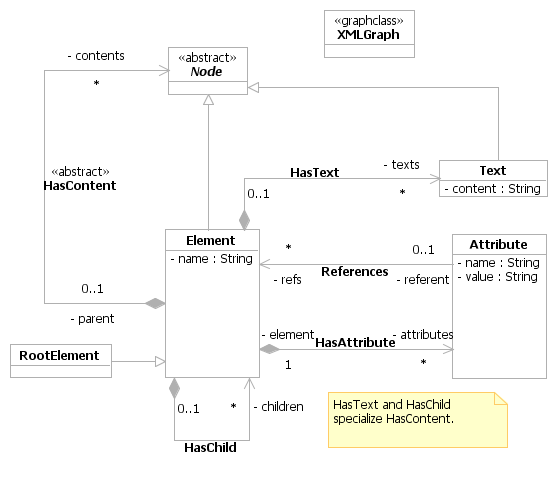 «graphclass»
XMLGraph
- contents
«abstract»
Node
*
- texts
Text
HasText
- content : String
«abstract»
HasContent
0..1
*
Element
- name : String
*
0..1
Attribute
- name : String
- value : String
References
- refs
- referent
0..1
- parent
- element
- attributes
HasAttribute
1
*
RootElement
0..1
*
- children
HasChild
HasText and HasChild
specialize HasContent.